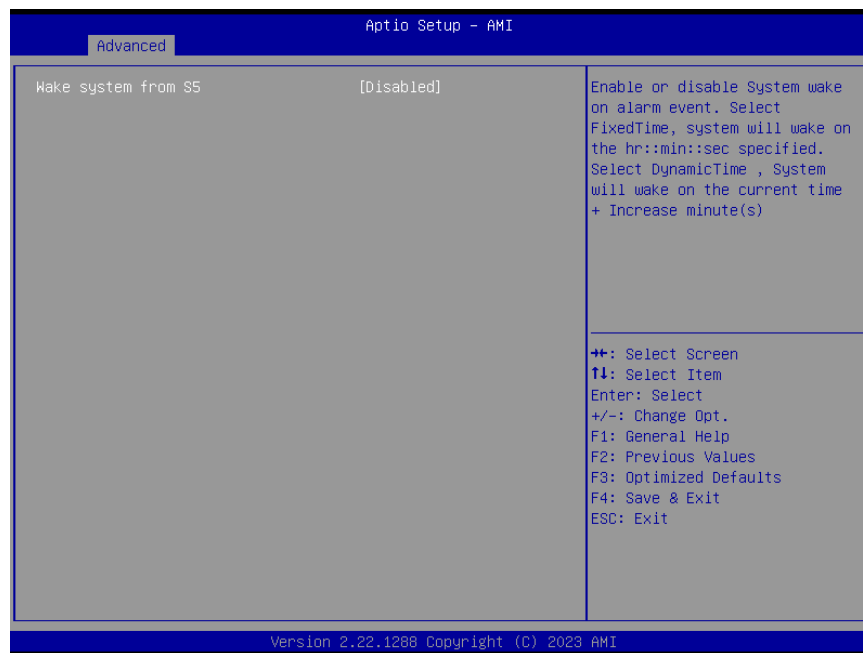 Aptio Setup – AMI
Advanced
Wake system from S5 [Disabled]
Enable or disable System wake
on alarm event. Select
FixedTime, system will wake on
the hr::min::sec specified.
Select DynamicTime , System
will wake on the current time
+ Increase minute(s)
→←: Select Screen
↑↓: Select Item
Enter: Select
+/-: Change Opt.
F1: General Help
F2: Previous Values
F3: Optimized Defaults
F4: Save & Exit
ESC: Exit
Version 2.22.1288 Copyright (C) 2023 AMI